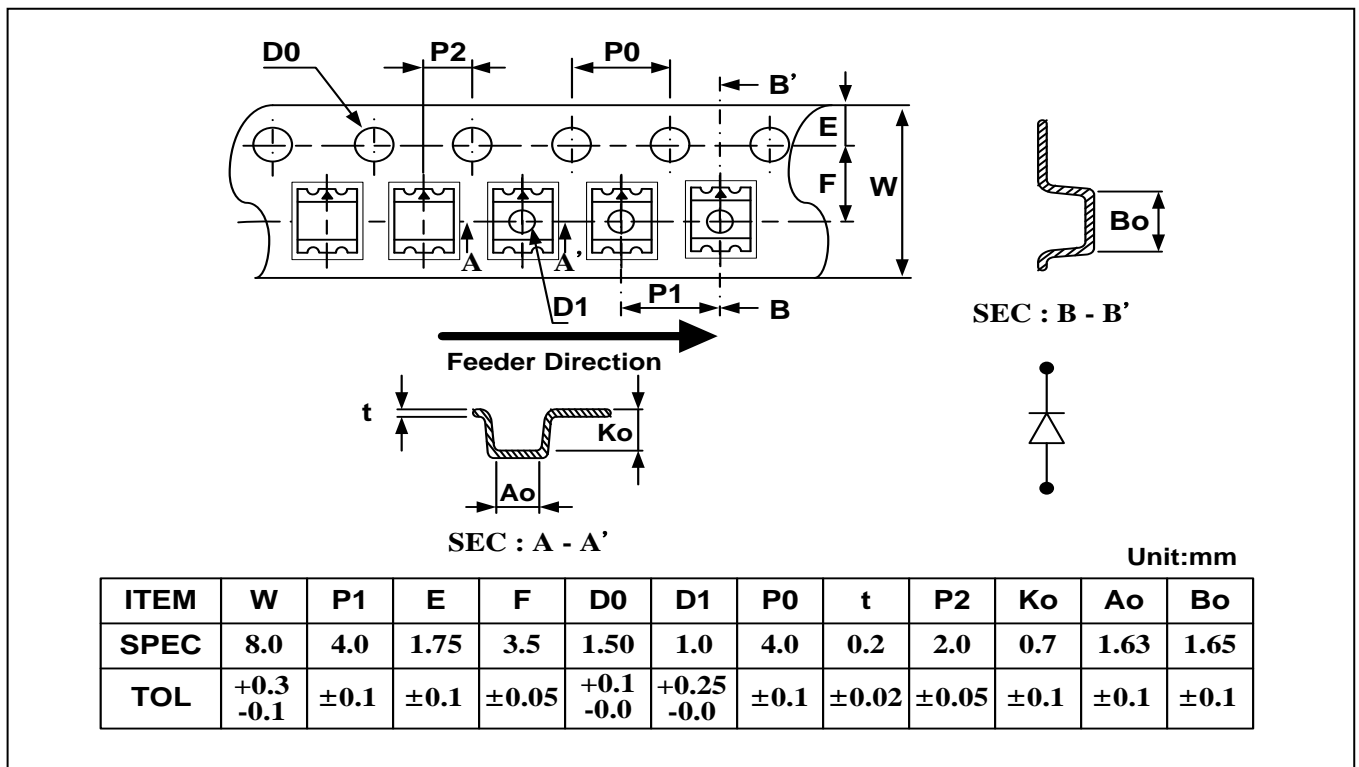 D0 P2 P0
B’
E
F W
A A’
D1 P1 B
Feeder Direction
Bo
SEC : B - B’
t Ko
Ao
SEC : A - A’
Unit:mm
ITEM W P1 E F D0 D1 P0 t P2 Ko Ao Bo
SPEC 8.0 4.0 1.75 3.5 1.50 1.0 4.0 0.2 2.0 0.7 1.63 1.65
TOL +0.3 -0.1 ±0.1 ±0.1 ±0.05 +0.1 -0.0 +0.25 -0.0 ±0.1 ±0.02 ±0.05 ±0.1 ±0.1 ±0.1